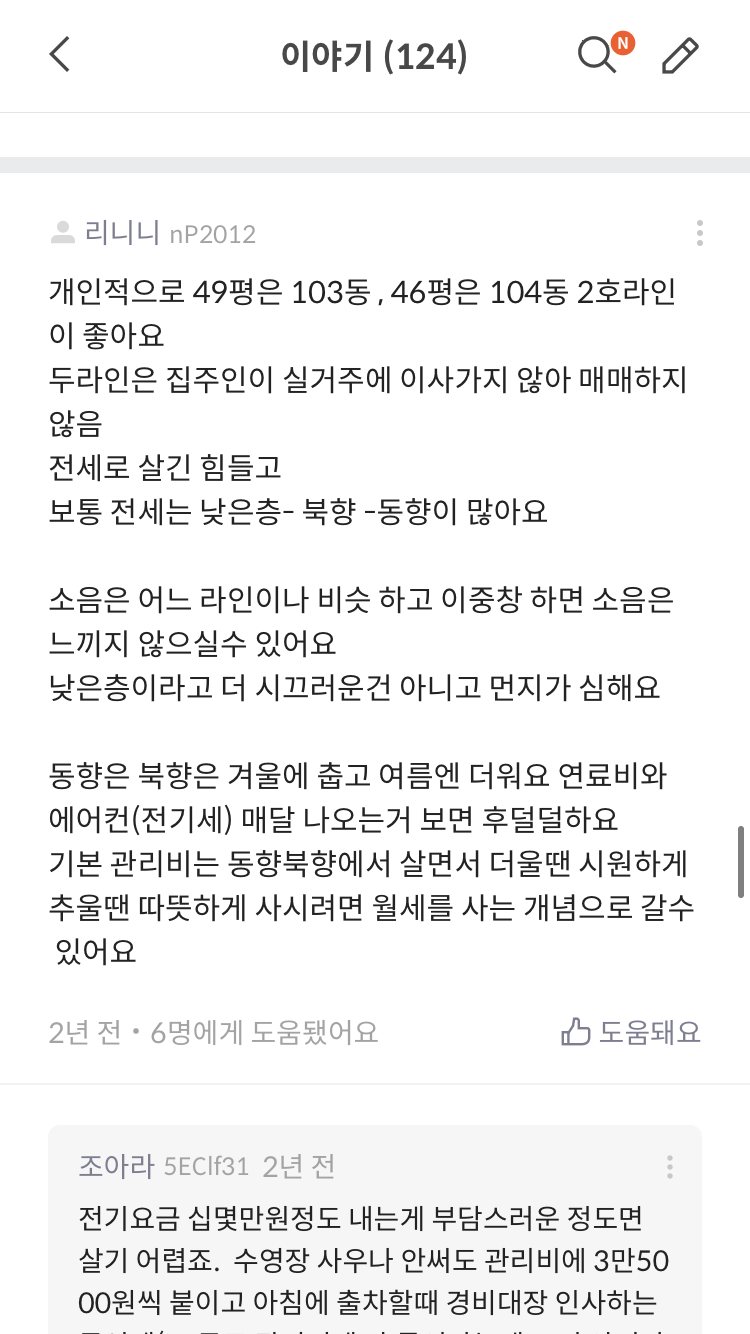 이야기 (124)
N
리니니 nP2012
개인적으로 49평은 103동 , 46평은 104동 2호라인
이 좋아요
두라인은 집주인이 실거주에 이사가지 않아 매매하지
않음
전세로 살긴 힘들고
보통 전세는 낮은층- 북향 -동향이 많아요
소음은 어느 라인이나 비슷 하고 이중창 하면 소음은
느끼지 않으실수 있어요
낮은층이라고 더 시끄러운건 아니고 먼지가 심해요
동향은 북향은 겨울에 춥고 여름엔 더워요 연료비와
에어컨(전기세) 매달 나오는거 보면 후덜덜하요
기본 관리비는 동향북향에서 살면서 더울땐 시원하게
추울땐 따뜻하게 사시려면 월세를 사는 개념으로 갈수
있어요
2년 전 • 6명에게 도움됐어요
도움돼요
조아라 5EClf31 2년 전
전기요금 십몇만원정도 내는게 부담스러운 정도면
살기 어렵죠. 수영장 사우나 안써도 관리비에 3만50
00원씩 붙이고 아침에 출차할때 경비대장 인사하는